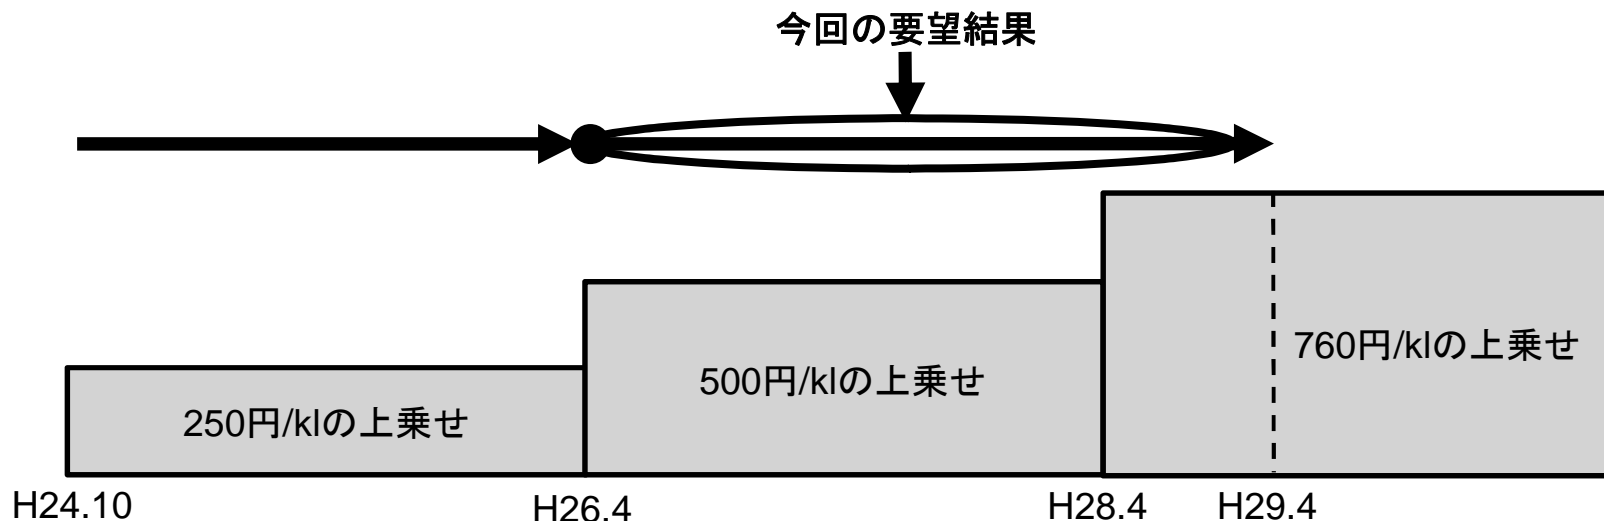 今回の要望結果
760円/klの上乗せ
500円/klの上乗せ
250円/klの上乗せ
H24.10
H26.4
H28.4
H29.4